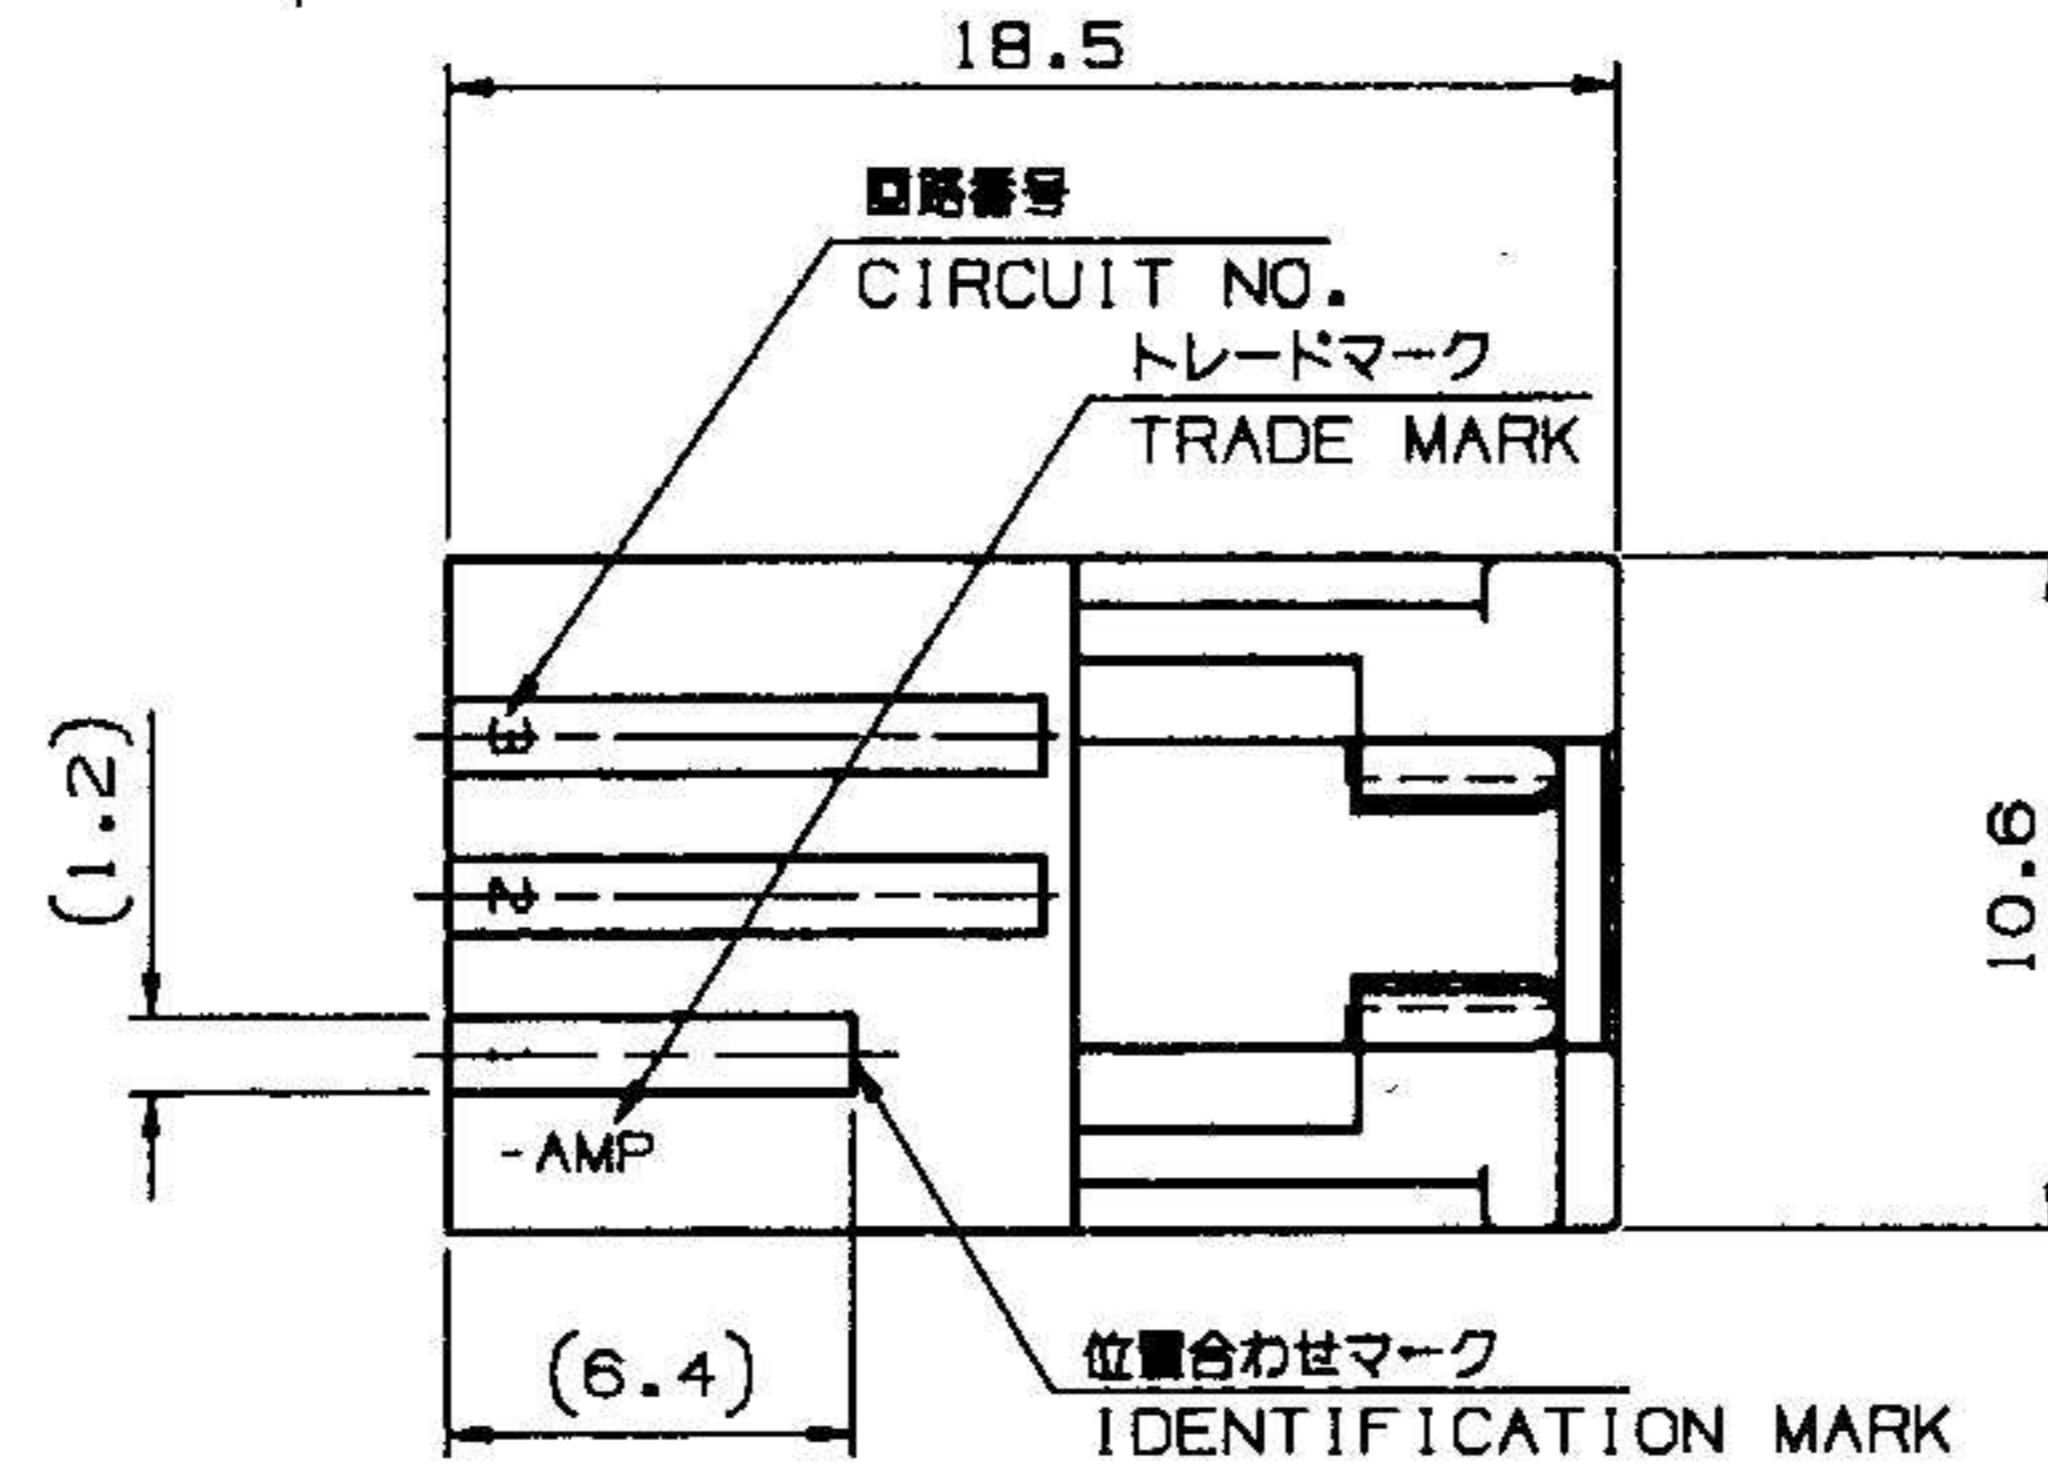 18.5
回路番号
CIRCUIT NO.
トレードマーク
TRADE MARK
3
(1.2)
2
10.6
-AMP
(6.4)
位置合わせマーク
IDENTIFICATION MARK